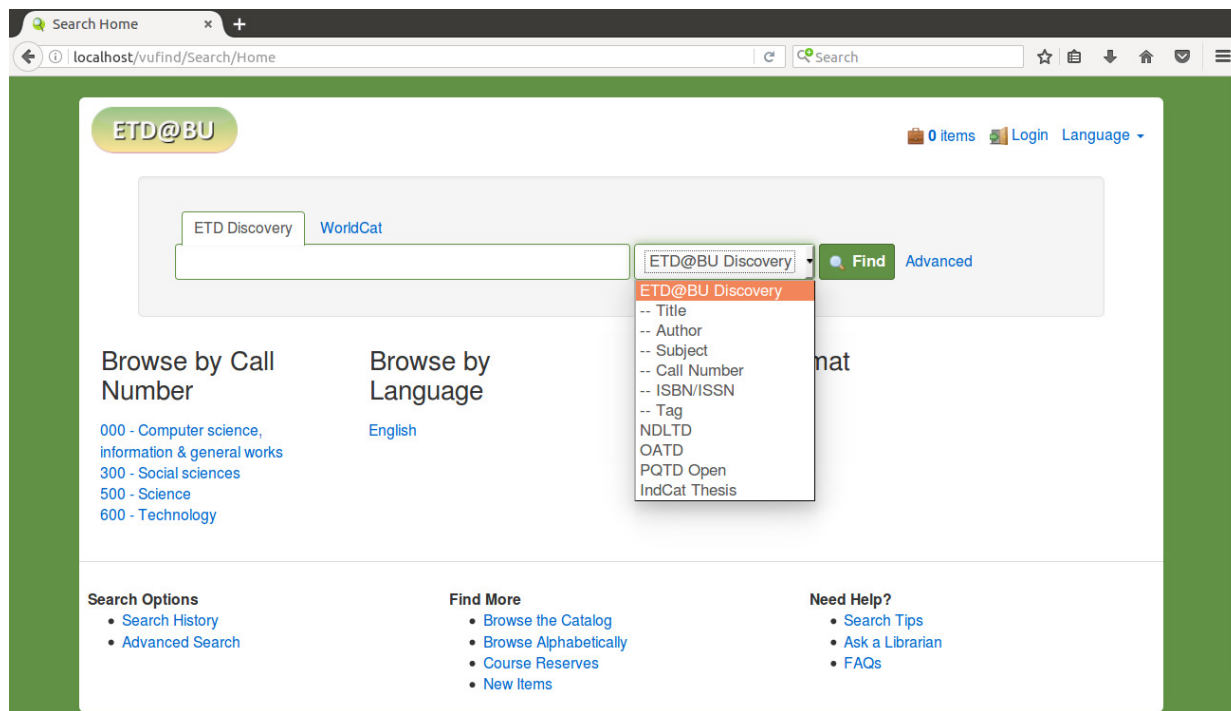 Search Home
localhost/vufind/Search/Home
Search
ETD@BU
0 items Login Language
ETD Discovery WorldCat
ETD@BU Discovery Find Advanced
ETD@BU Discovery
-- Title
-- Author
-- Subject
-- Call Number
-- ISBN/ISSN
-- Tag
NDLTD
OATD
PQTD Open
IndCat Thesis
Browse by Call
Number
000 - Computer science,
information & general works
300 - Social sciences
500 - Science
600 - Technology
Browse by
Language
English
Search Options
• Search History
• Advanced Search
Find More
• Browse the Catalog
• Browse Alphabetically
• Course Reserves
• New Items
Need Help?
• Search Tips
• Ask a Librarian
• FAQs